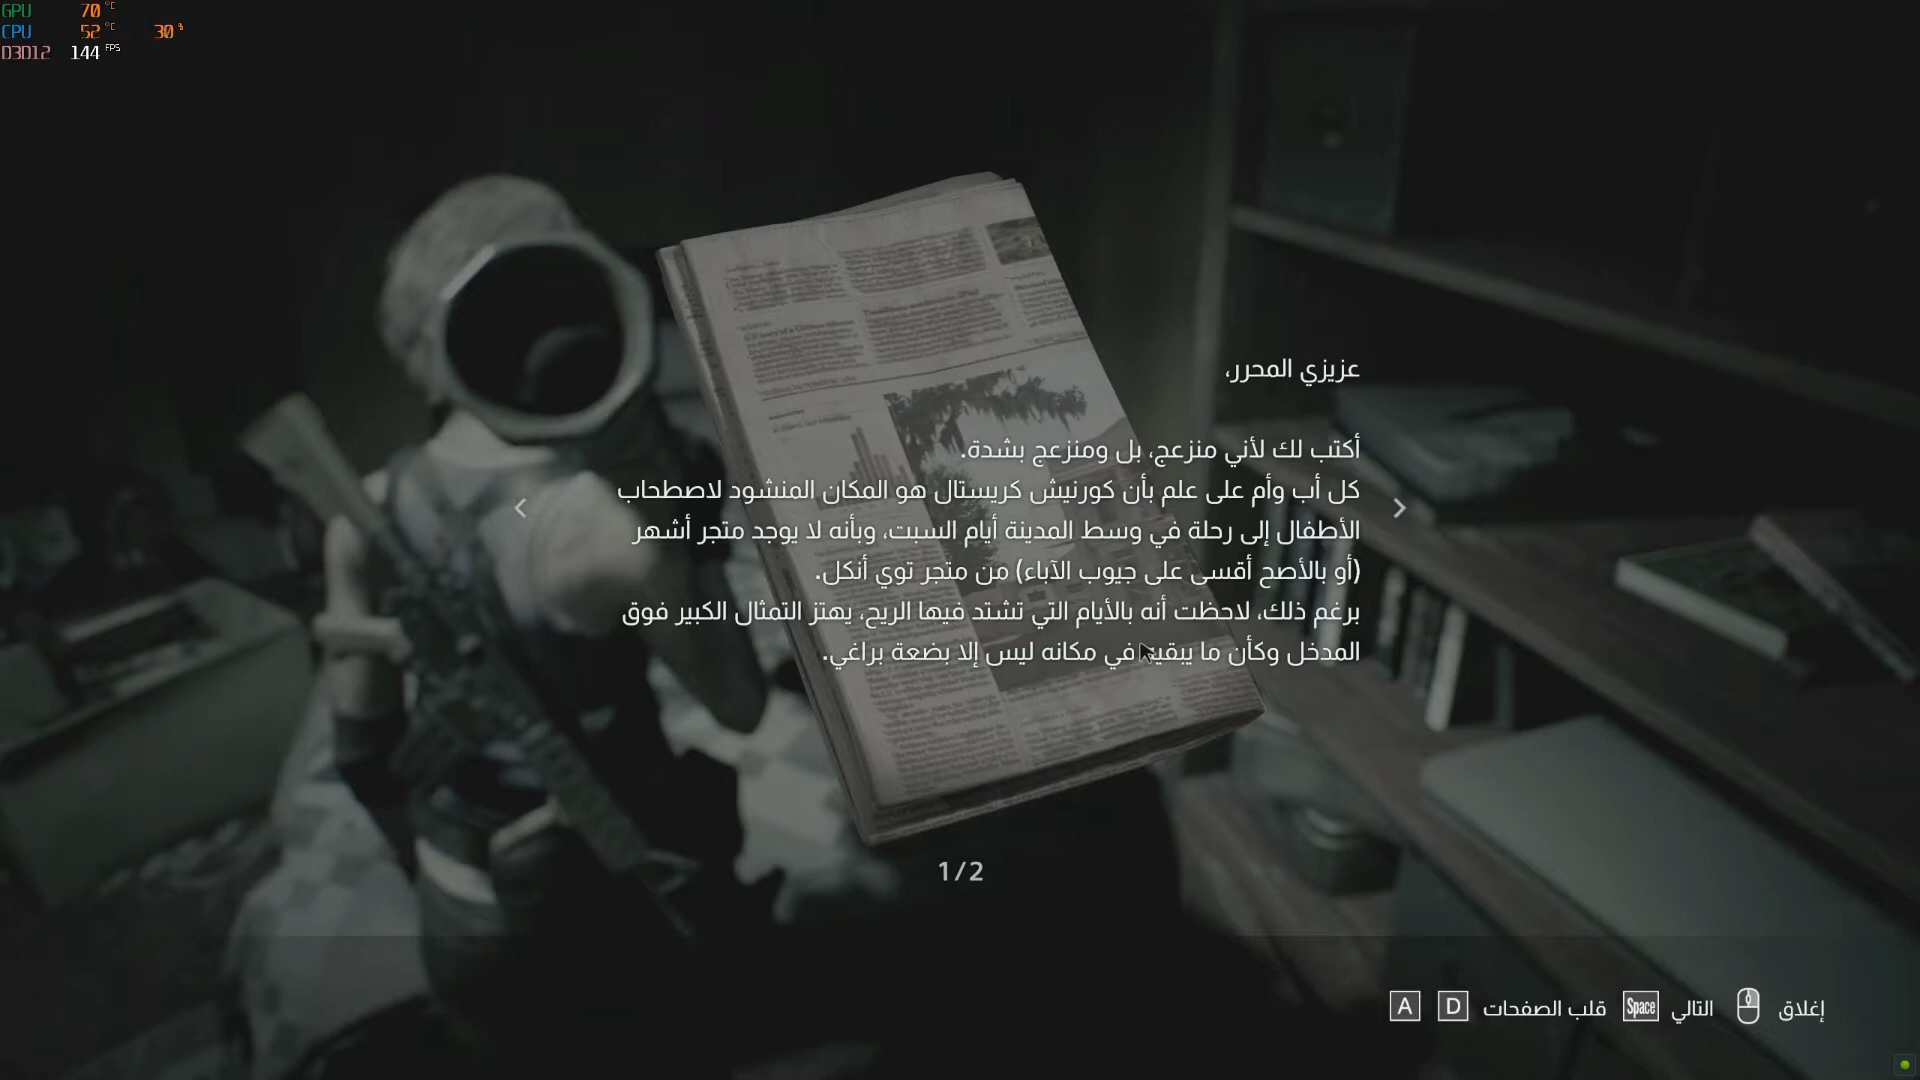 GPU 70 °C
CPU 52 °C 30 %
D3D12 144 FPS
عزيزي المحرر،
أكتب لك لأني منزعج، بل ومنزعج بشدة.
كل أب وأم على علم بأن كورنيش كريستال هو المكان المنشود لاصطحاب
الأطفال إلى رحلة في وسط المدينة أيام السبت، وبأنه لا يوجد متجر أشهر
(أو بالأصح أقسى على جيوب الآباء) من متجر توي أنكل.
برغم ذلك، لاحظت أنه بالأيام التي تشتد فيها الريح، يهتز التمثال الكبير فوق
المدخل وكأن ما يبقيه في مكانه ليس إلا بضعة براغي.
1/2
A D قلب الصفحات Space التالي إغلاق